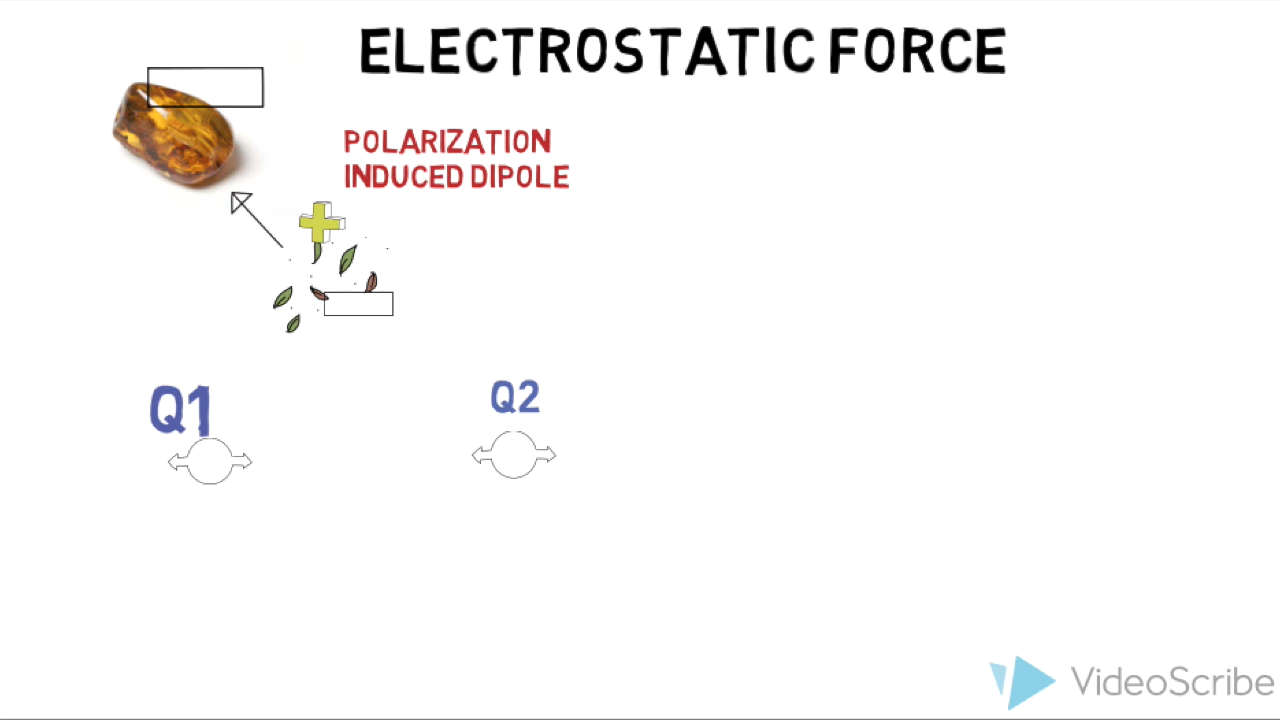 ELECTROSTATIC FORCE
POLARIZATION
INDUCED DIPOLE
Q1
Q2
VideoScribe